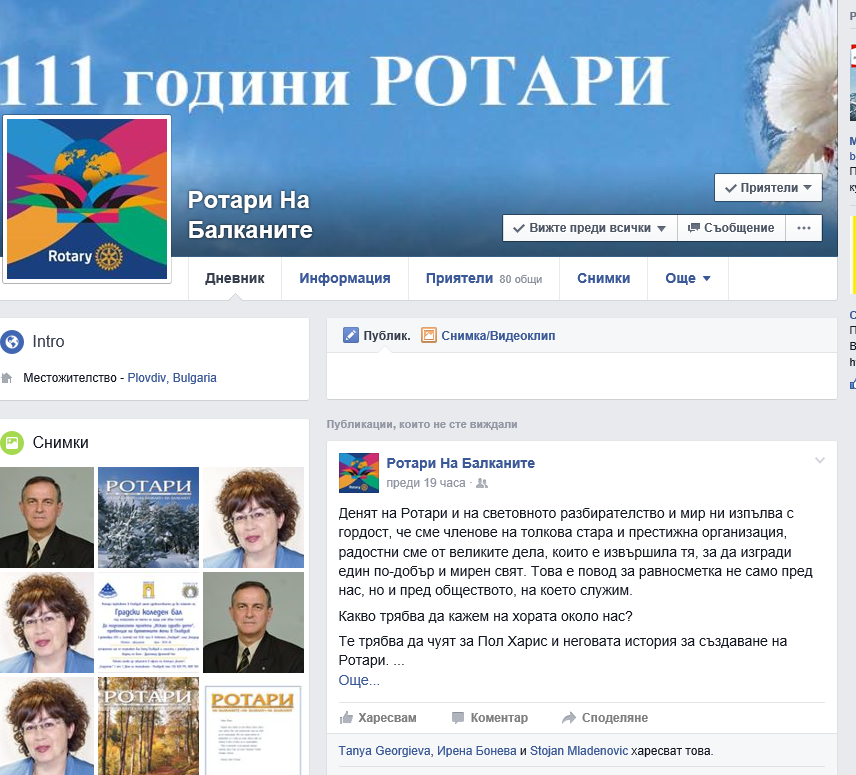 111 години РОТАРИ
Rotary
Ротари На
Балканите
Приятели
Вижте преди всички
Съобщение
Дневник
Информация
Приятели 80 общи
Снимки
Още
Intro
Местожителство - Plovdiv, Bulgaria
Снимки
РОТАРИ
Градски коледен бал
РОТАРИ
РОТАРИ
Публик.
Снимка/Видеоклип
Публикации, които не сте виждали
Rotary
Ротари На Балканите
преди 19 часа ·
Денят на Ротари и на световното разбирателство и мир ни изпълва с
гордост, че сме членове на толкова стара и престижна организация,
радостни сме от великите дела, които е извършила тя, за да изгради
един по-добър и мирен свят. Това е повод за равносметка не само пред
нас, но и пред обществото, на което служим.
Какво трябва да кажем на хората около нас?
Те трябва да чуят за Пол Харис и неговата история за създаване на
Ротари. ...
Още...
Харесвам
Коментар
Споделяне
Tanya Georgieva, Ирена Бонева и Stojan Mladenovic харесват това.